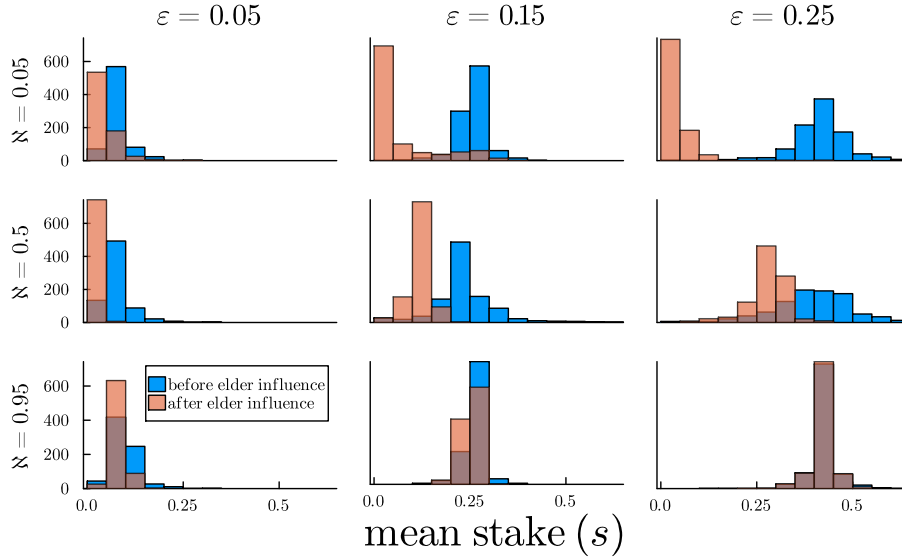 ε = 0.05 ε = 0.15 ε = 0.25
ℵ = 0.05
600
400
200
0
ℵ = 0.5
600
400
200
0
ℵ = 0.95
600
400
200
0
before elder influence
after elder influence
0.0 0.25 0.5 0.0 0.25 0.5 0.0 0.25 0.5
mean stake (s)